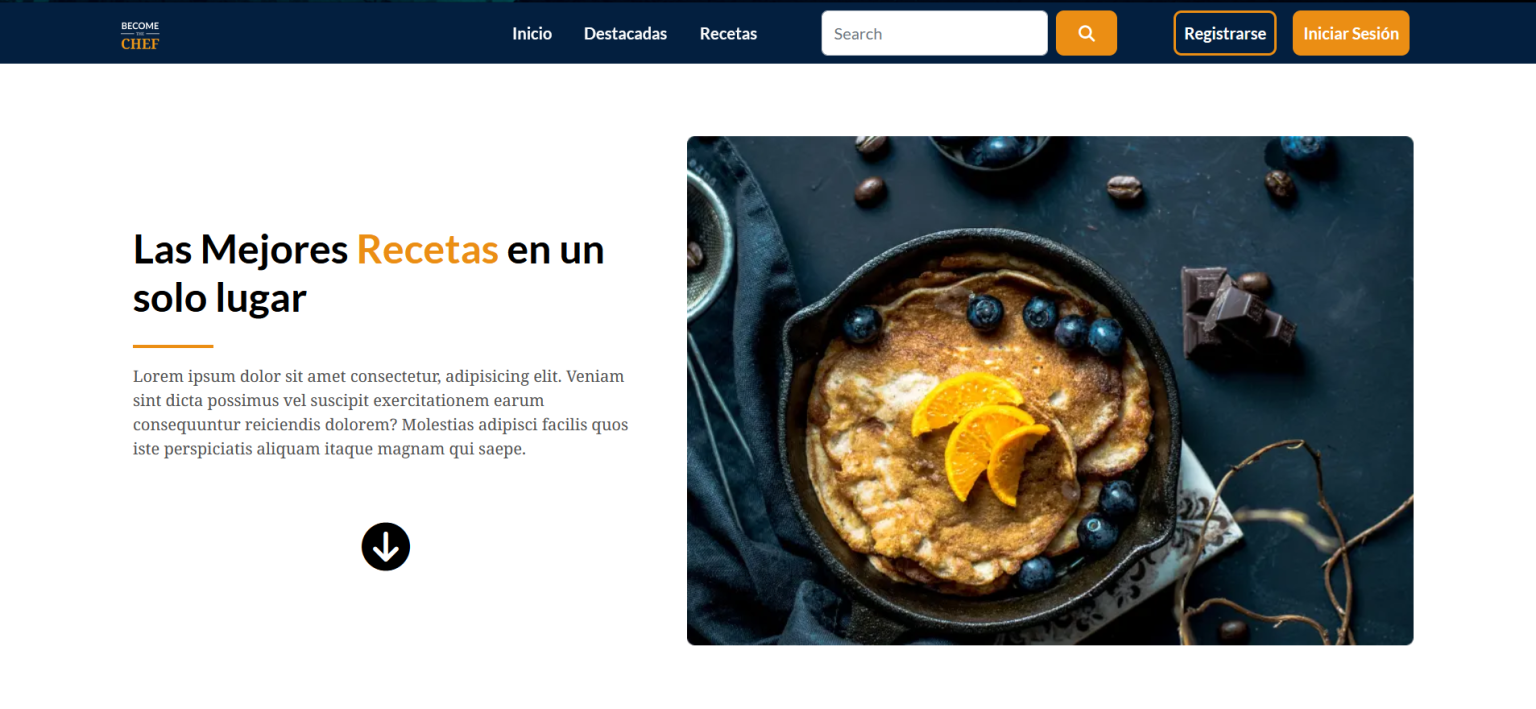 BECOME
THE
CHEF
Inicio
Destacadas
Recetas
Search
Registrarse
Iniciar Sesión
Las Mejores Recetas en un
solo lugar
Lorem ipsum dolor sit amet consectetur, adipisicing elit. Veniam
sint dicta possimus vel suscipit exercitationem earum
consequuntur reiciendis dolorem? Molestias adipisci facilis quos
iste perspiciatis aliquam itaque magnam qui saepe.